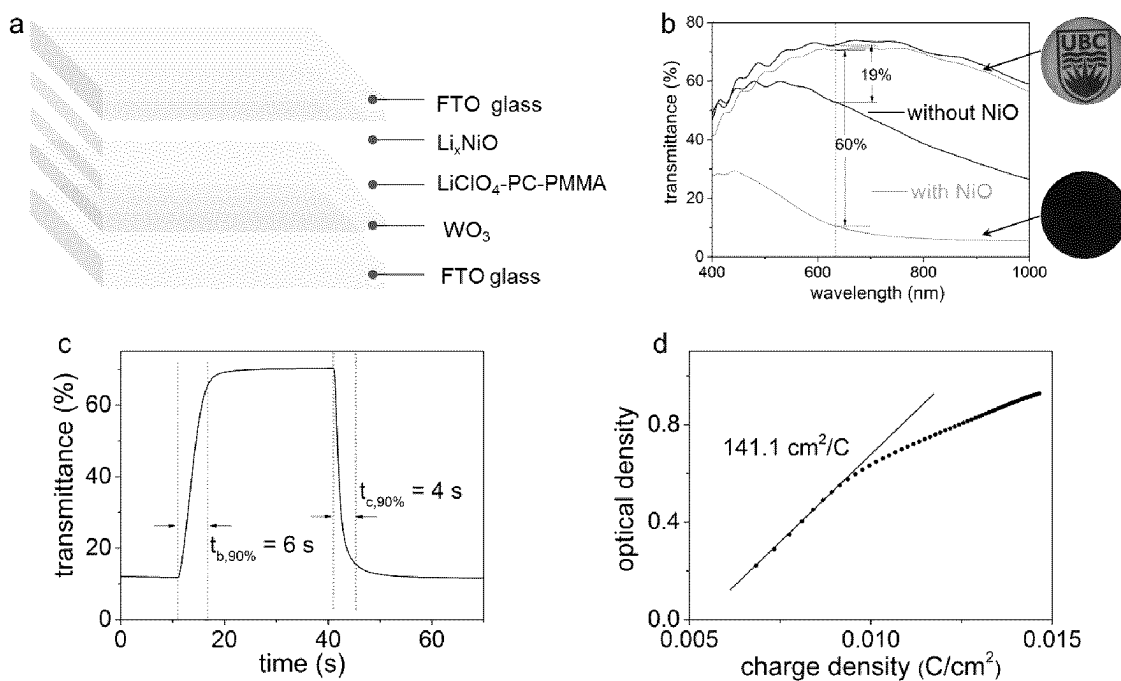 a
FTO glass
LiₓNiO
LiClO₄-PC-PMMA
WO₃
FTO glass
b
transmittance (%)
80
60
40
20
0
400
600
800
1000
wavelength (nm)
19%
60%
without NiO
with NiO
UBC
c
transmittance (%)
60
40
20
0
0
20
40
60
time (s)
t_b,90% = 6 s
t_c,90% = 4 s
d
optical density
0.8
0.4
0.0
0.005
0.010
0.015
charge density (C/cm²)
141.1 cm²/C